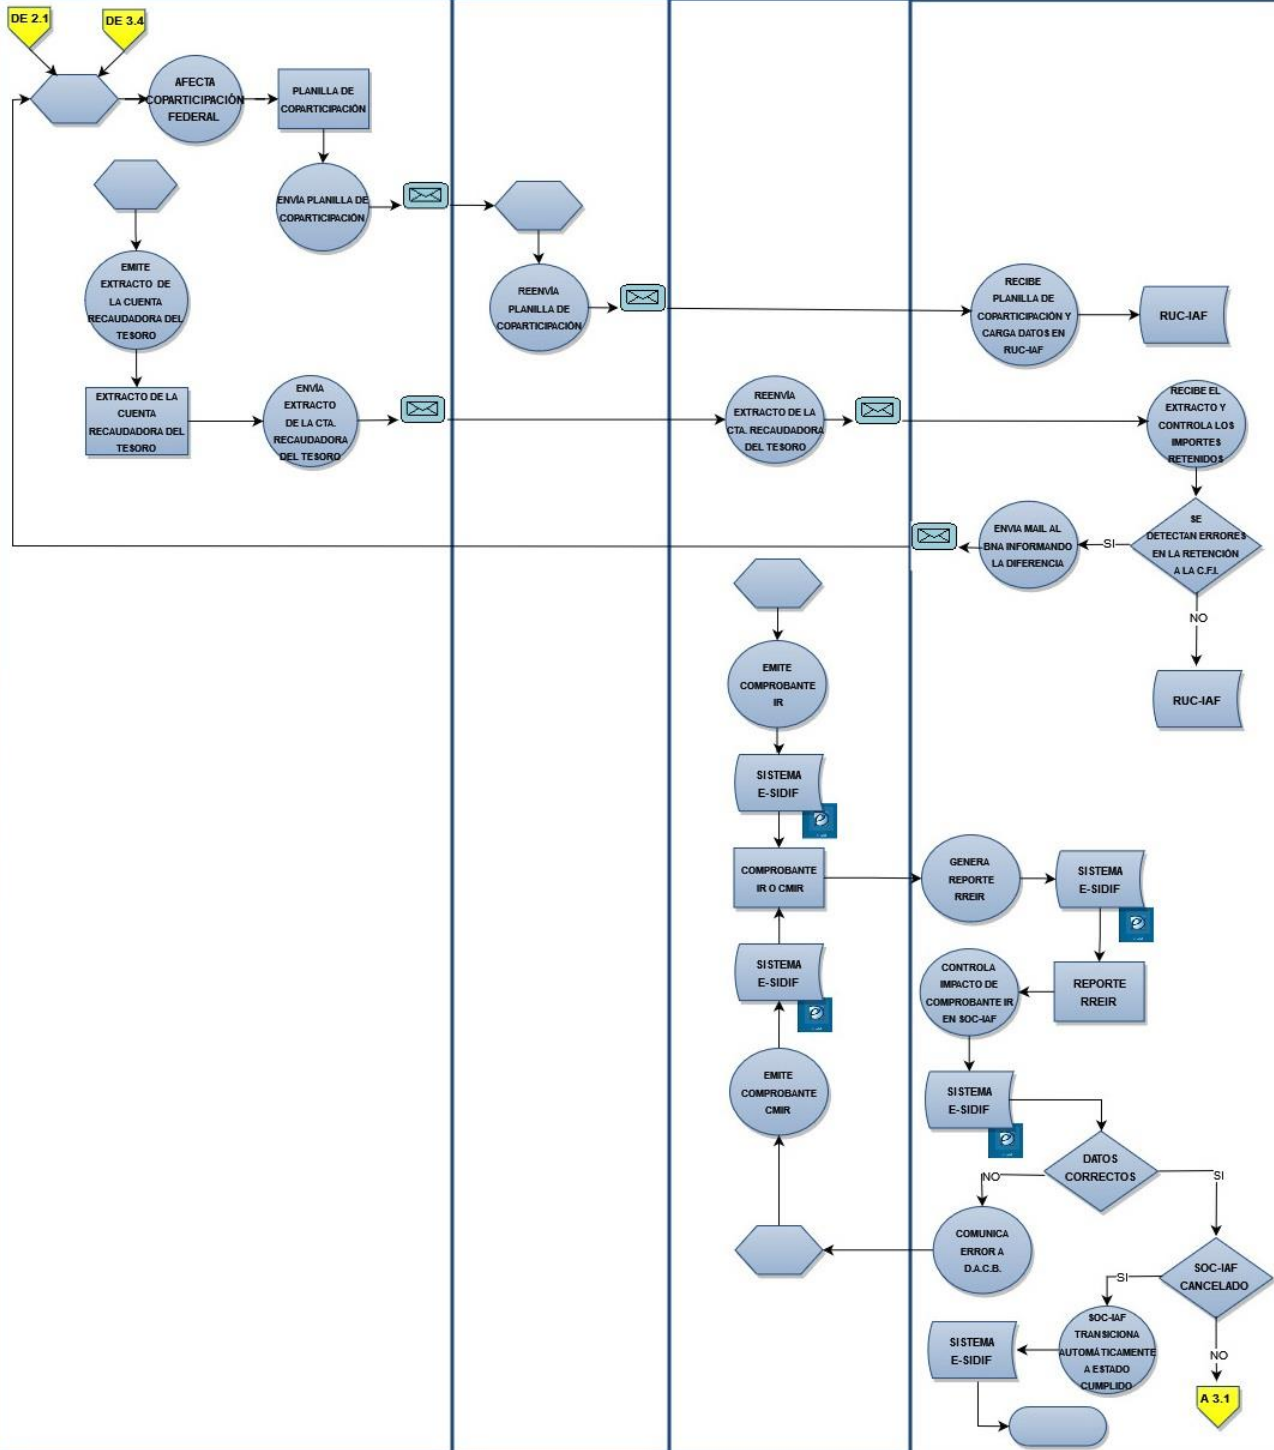 DE 2.1
DE 3.4
AFECTA
COPARTICIPACIÓN
FEDERAL
PLANILLA DE
COPARTICIPACIÓN
ENVÍA PLANILLA DE
COPARTICIPACIÓN
EMITE
EXTRACTO DE
LA CUENTA
RECAUDADORA DEL
TESORO
REENVÍA
PLANILLA DE
COPARTICIPACIÓN
RECIBE
PLANILLA DE
COPARTICIPACIÓN Y
CARGA DATOS EN
RUC-IAF
RUC-IAF
EXTRACTO DE LA
CUENTA
RECAUDADORA DEL
TESORO
ENVÍA
EXTRACTO
DE LA CTA.
RECAUDADORA
DEL TESORO
REENVÍA
EXTRACTO DE LA
CTA. RECAUDADORA
DEL TESORO
RECIBE EL
EXTRACTO Y
CONTROLA LOS
IMPORTES
RETENIDOS
SE
DETECTAN ERRORES
EN LA RETENCIÓN
A LA C.F.I.
SI
ENVIA MAIL AL
BNA INFORMANDO
LA DIFERENCIA
NO
RUC-IAF
EMITE
COMPROBANTE
IR
SISTEMA
E-SIDIF
COMPROBANTE
IR O CMIR
GENERA
REPORTE
RREIR
SISTEMA
E-SIDIF
SISTEMA
E-SIDIF
CONTROLA
IMPACTO DE
COMPROBANTE IR
EN SOC-IAF
REPORTE
RREIR
EMITE
COMPROBANTE
CMIR
SISTEMA
E-SIDIF
DATOS
CORRECTOS
NO
SI
COMUNICA
ERROR A
D.A.C.B.
SOC-IAF
CANCELADO
SI
SOC-IAF
TRANSICIONA
AUTOMÁTICAMENTE
A ESTADO
CUMPLIDO
SISTEMA
E-SIDIF
NO
A 3.1